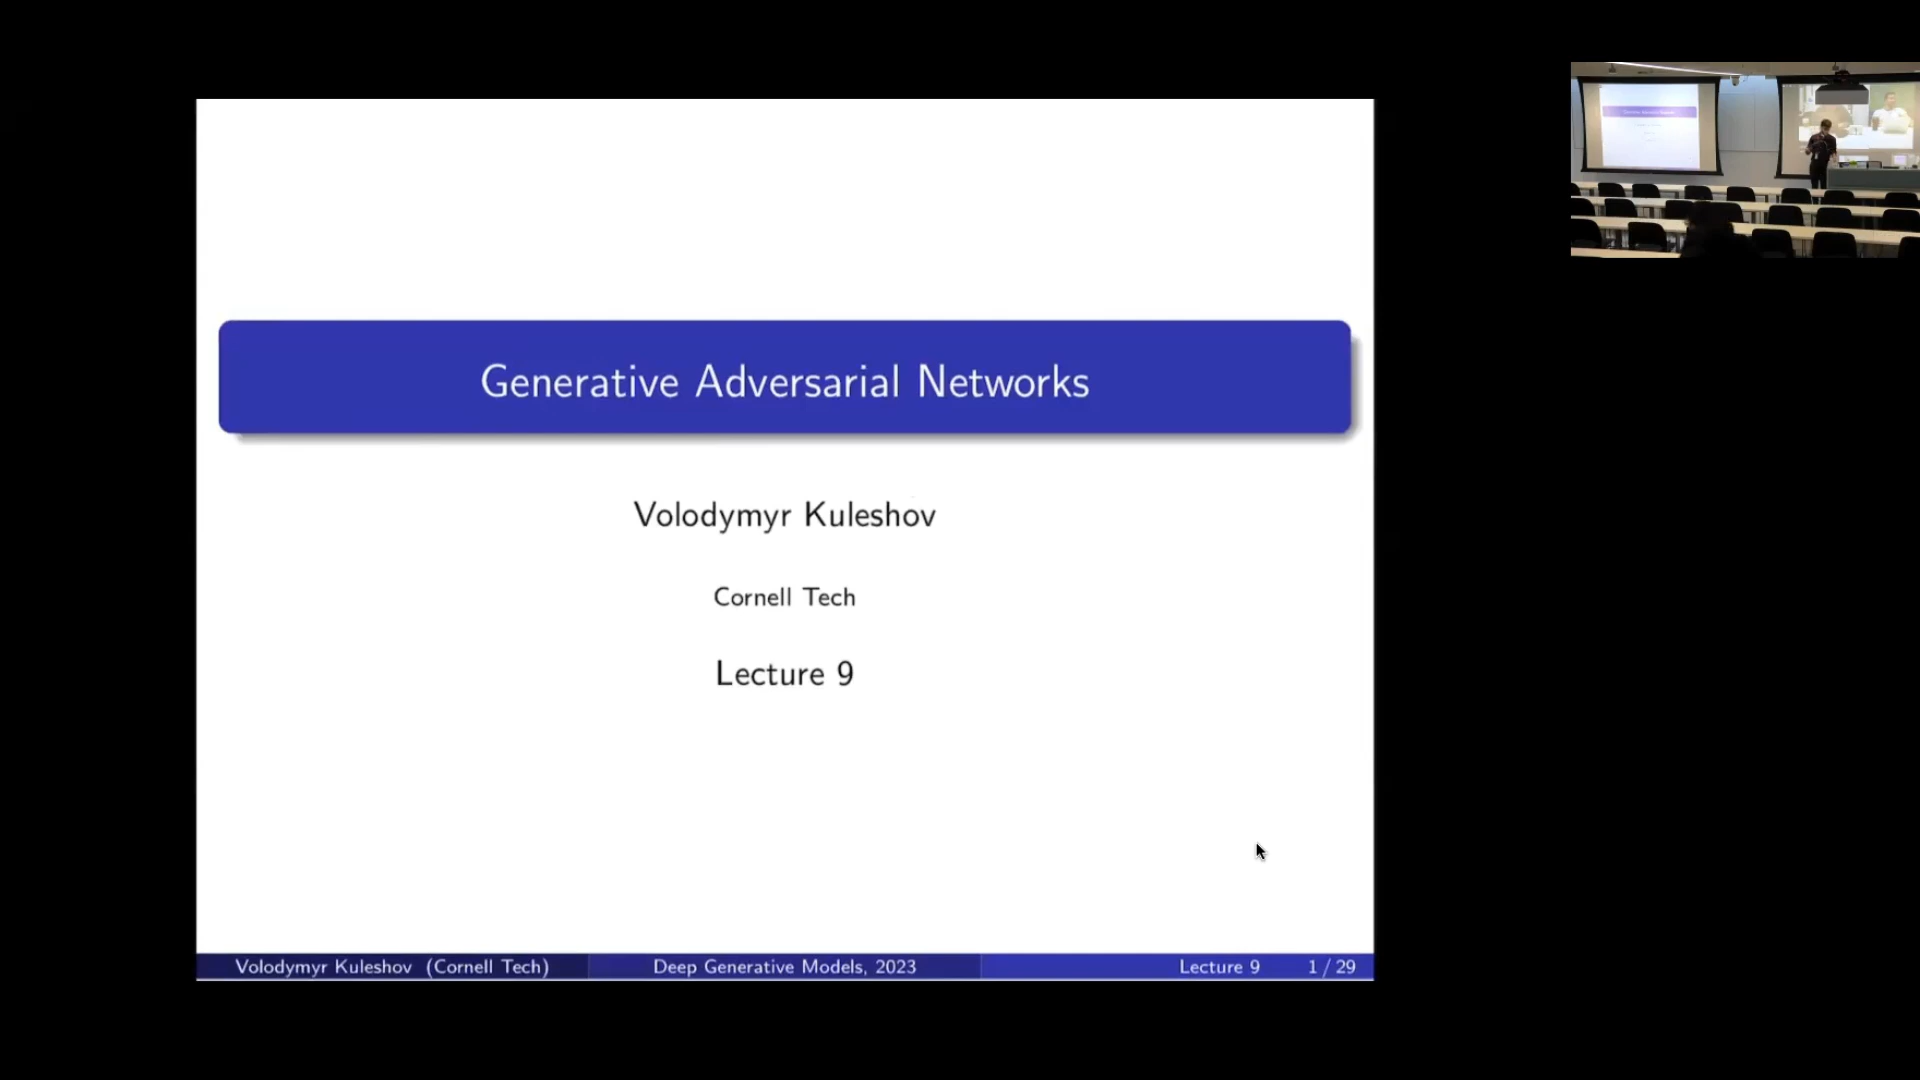 Generative Adversarial Networks
Volodymyr Kuleshov
Cornell Tech
Lecture 9
Volodymyr Kuleshov (Cornell Tech) Deep Generative Models, 2023 Lecture 9 1 / 29